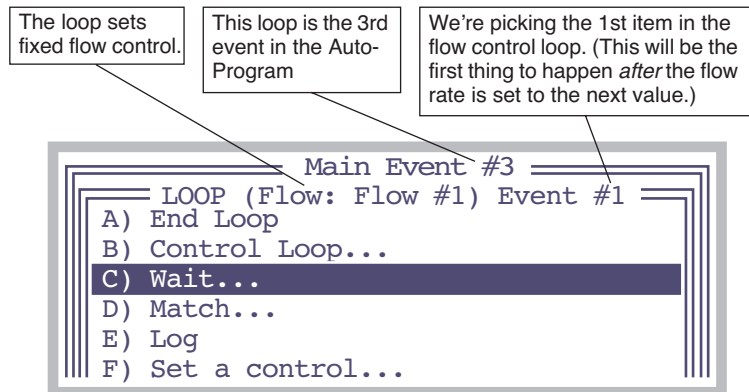 The loop sets
fixed flow control.
This loop is the 3rd
event in the Auto-
Program
We’re picking the 1st item in the
flow control loop. (This will be the
first thing to happen after the flow
rate is set to the next value.)
Main Event #3
LOOP (Flow: Flow #1) Event #1
A) End Loop
B) Control Loop...
C) Wait...
D) Match...
E) Log
F) Set a control...